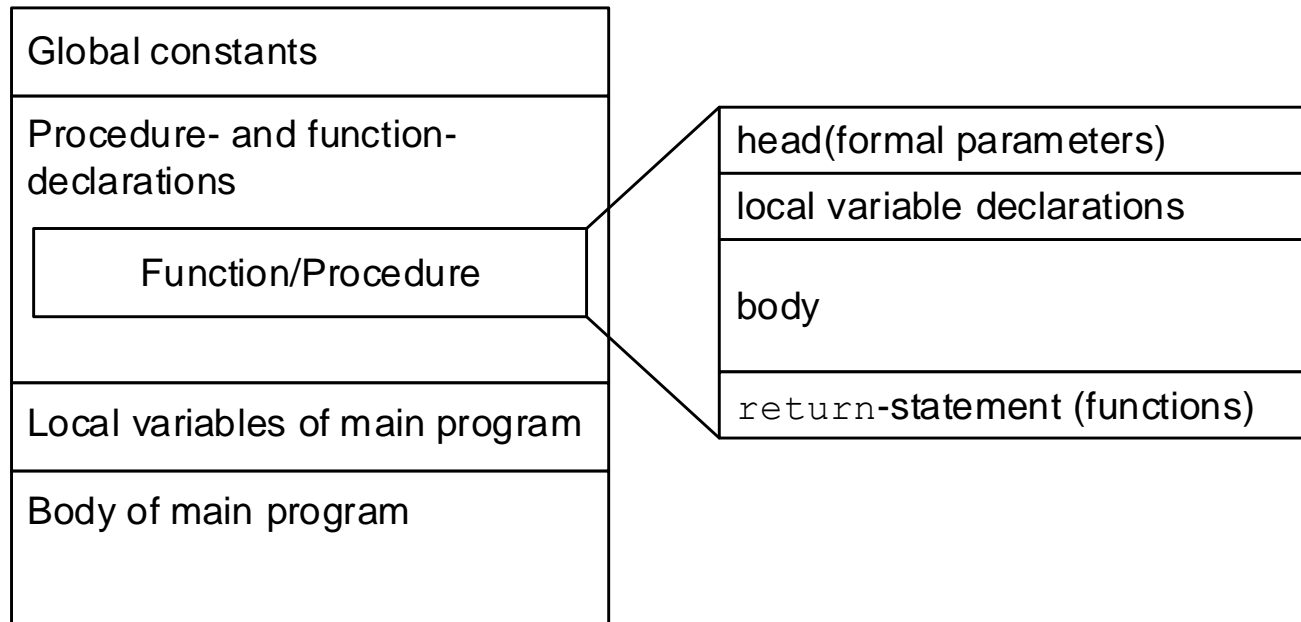 Global constants
Procedure- and function-
declarations
Function/Procedure
Local variables of main program
Body of main program
head(formal parameters)
local variable declarations
body
return-statement (functions)